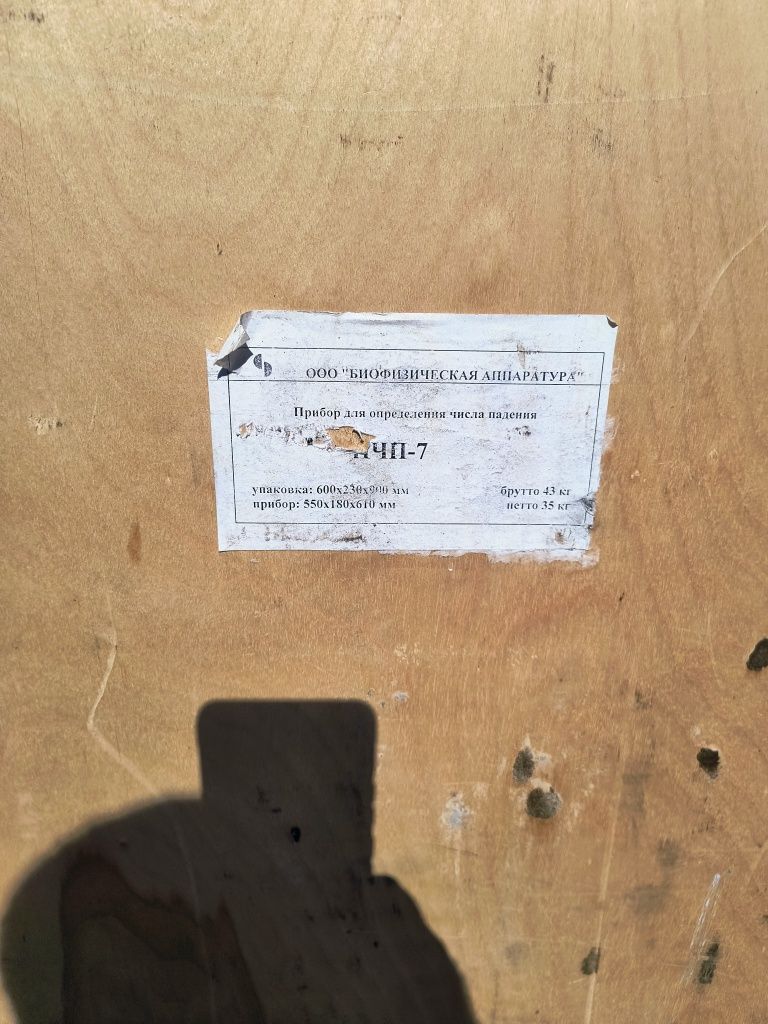 ООО "БИОФИЗИЧЕСКАЯ АППАРАТУРА"
Прибор для определения числа падения
ПЧП-7
упаковка: 600х230х900 мм
брутто 43 кг
прибор: 550х180х610 мм
нетто 35 кг